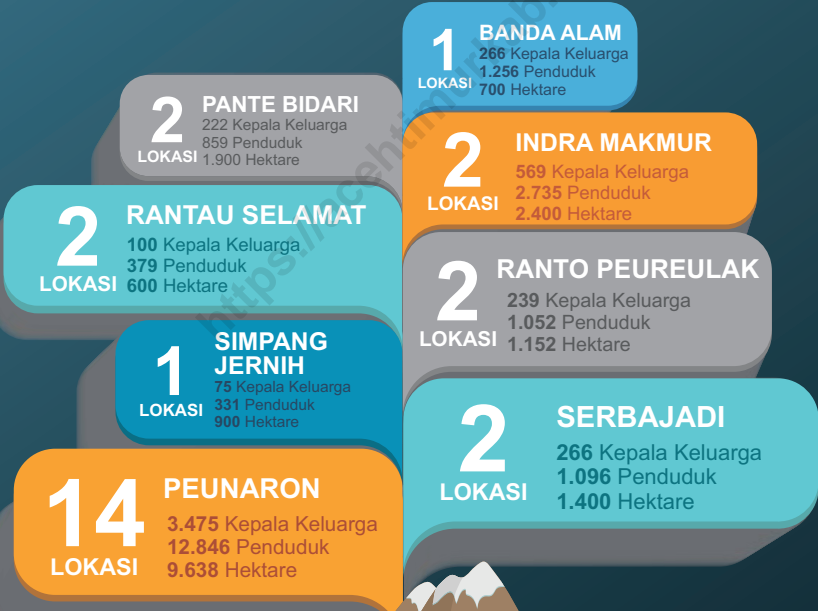 1
LOKASI
BANDA ALAM
266 Kepala Keluarga
1.256 Penduduk
700 Hektare
2
LOKASI
PANTE BIDARI
222 Kepala Keluarga
859 Penduduk
1.900 Hektare
2
LOKASI
INDRA MAKMUR
569 Kepala Keluarga
2.735 Penduduk
2.400 Hektare
2
LOKASI
RANTAU SELAMAT
100 Kepala Keluarga
379 Penduduk
600 Hektare
2
LOKASI
RANTO PEUREULAK
239 Kepala Keluarga
1.052 Penduduk
1.152 Hektare
1
LOKASI
SIMPANG
JERNIH
75 Kepala Keluarga
331 Penduduk
900 Hektare
2
LOKASI
SERBAJADI
266 Kepala Keluarga
1.096 Penduduk
1.400 Hektare
14
LOKASI
PEUNARON
3.475 Kepala Keluarga
12.846 Penduduk
9.638 Hektare